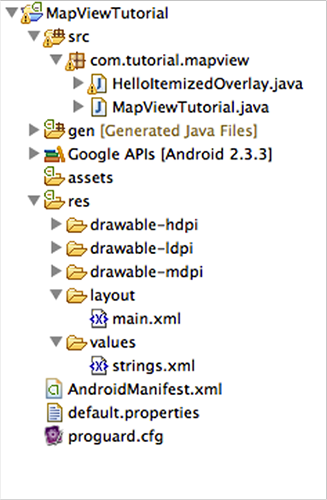 MapViewTutorial
src
com.tutorial.mapview
HelloItemizedOverlay.java
MapViewTutorial.java
gen [Generated Java Files]
Google APIs [Android 2.3.3]
assets
res
drawable-hdpi
drawable-ldpi
drawable-mdpi
layout
main.xml
values
strings.xml
AndroidManifest.xml
default.properties
proguard.cfg